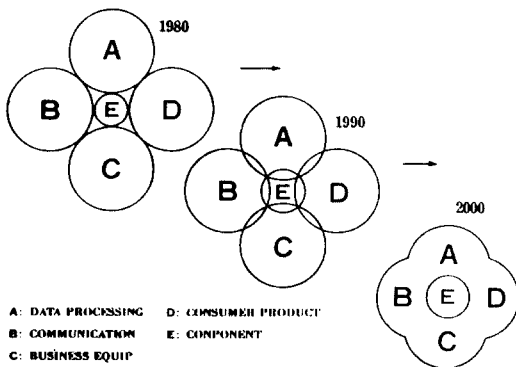 1980
A
B E D
C
1990
A
B E D
C
2000
A
B E D
C
A: DATA PROCESSING D: CONSUMER PRODUCT
B: COMMUNICATION E: CONPONENT
C: BUSINESS EQUIP